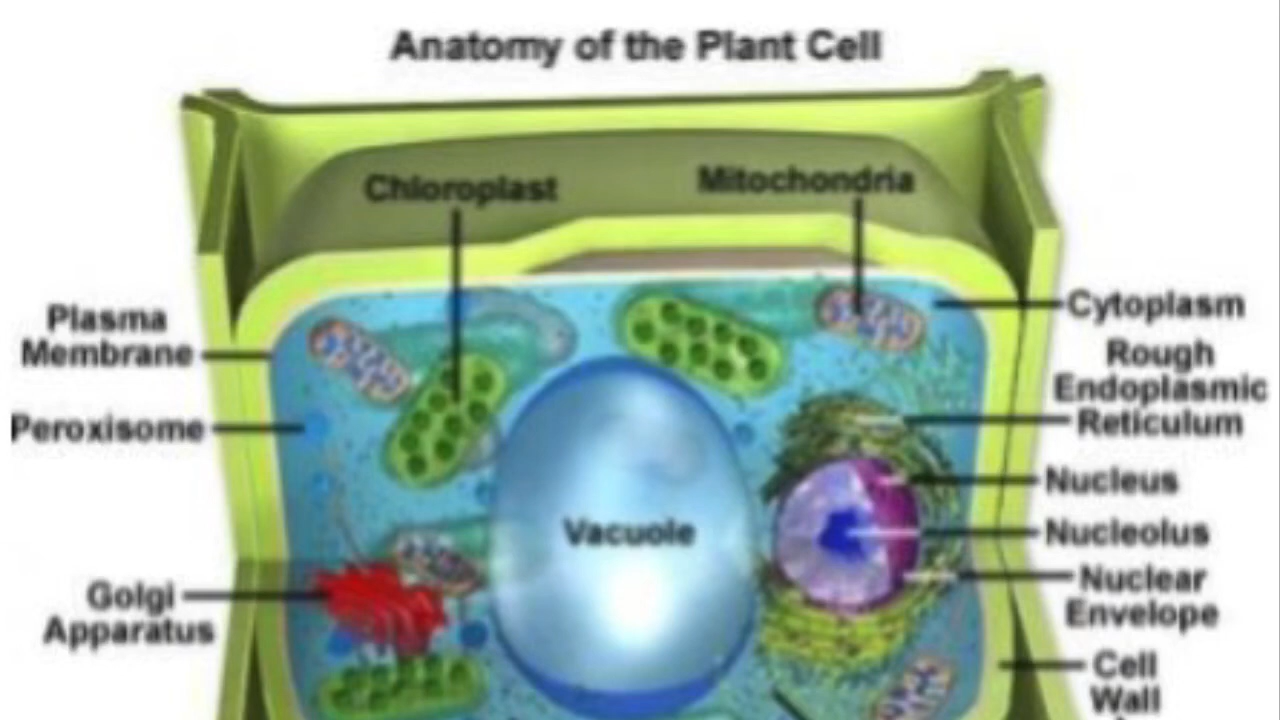 Anatomy of the Plant Cell
Chloroplast
Mitochondria
Plasma
Membrane
Peroxisome
Golgi
Apparatus
Vacuole
Cytoplasm
Rough
Endoplasmic
Reticulum
Nucleus
Nucleolus
Nuclear
Envelope
Cell
Wall